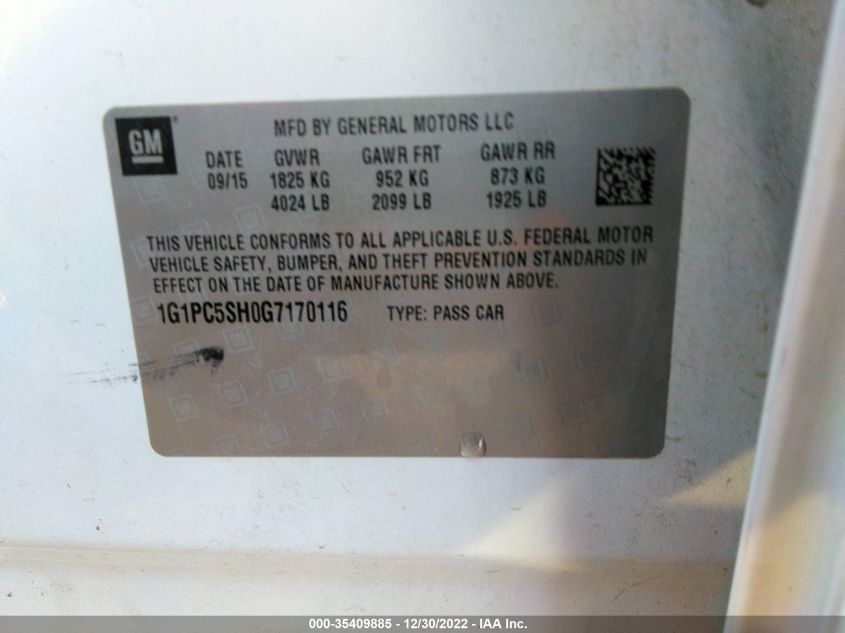 GM
MFD BY GENERAL MOTORS LLC
DATE GVWR GAWR FRT GAWR RR
09/15 1825 KG 952 KG 873 KG
4024 LB 2099 LB 1925 LB
THIS VEHICLE CONFORMS TO ALL APPLICABLE U.S. FEDERAL MOTOR
VEHICLE SAFETY, BUMPER, AND THEFT PREVENTION STANDARDS IN
EFFECT ON THE DATE OF MANUFACTURE SHOWN ABOVE.
1G1PC5SH0G7170116 TYPE: PASS CAR
000-35409885 - 12/30/2022 - IAA Inc.